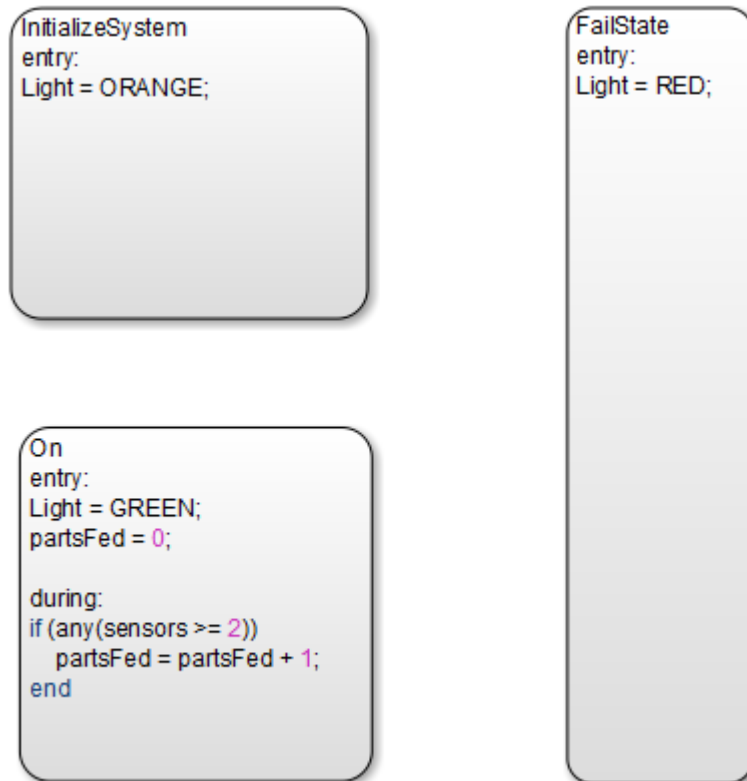 InitializeSystem
entry:
Light = ORANGE;
FailState
entry:
Light = RED;
On
entry:
Light = GREEN;
partsFed = 0;
during:
if (any(sensors >= 2))
partsFed = partsFed + 1;
end